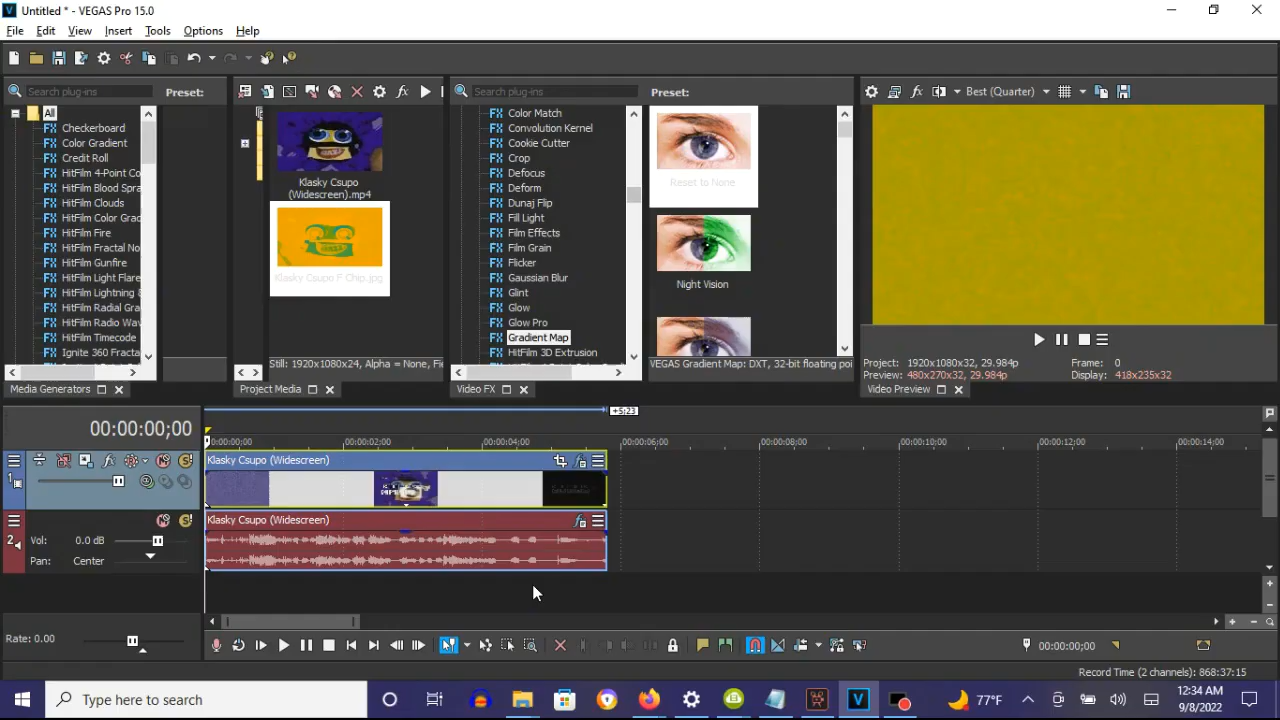 Untitled * - VEGAS Pro 15.0
File Edit View Insert Tools Options Help
Search plug-ins
Preset:
All
Checkerboard
Color Gradient
Credit Roll
HitFilm 4-Point Co
HitFilm Blood Spra
HitFilm Clouds
HitFilm Color Grac
HitFilm Fire
HitFilm Fractal No
HitFilm Gunfire
HitFilm Light Flare
HitFilm Lightning &
HitFilm Radial Gra
HitFilm Radio Wav
HitFilm Timecode
Ignite 360 Fracta
Media Generators
Klasky Csupo
(Widescreen).mp4
Klasky Csupo F Chip.jpg
Still: 1920x1080x24, Alpha = None, Fie
Project Media
Search plug-ins
Preset:
Color Match
Convolution Kernel
Cookie Cutter
Crop
Defocus
Deform
Dunaj Flip
Fill Light
Film Effects
Film Grain
Flicker
Gaussian Blur
Glint
Glow
Glow Pro
Gradient Map
HitFilm 3D Extrusion
Reset to None
Night Vision
VEGAS Gradient Map: DXT, 32-bit floating poi
Video FX
Best (Quarter)
Project: 1920x1080x32, 29.984p
Frame: 0
Preview: 480x270x32, 29.984p
Display: 418x235x32
Video Preview
+5;23
00:00:00;00
0:00:00;00
00:00:02;00
00:00:04;00
00:00:06;00
00:00:08;00
00:00:10;00
00:00:12;00
00:00:14;00
1
Klasky Csupo (Widescreen)
2
Klasky Csupo (Widescreen)
Vol: 0.0 dB
Pan: Center
Rate: 0.00
00:00:00;00
Record Time (2 channels): 868:37:15
Type here to search
77°F
12:34 AM
9/8/2022